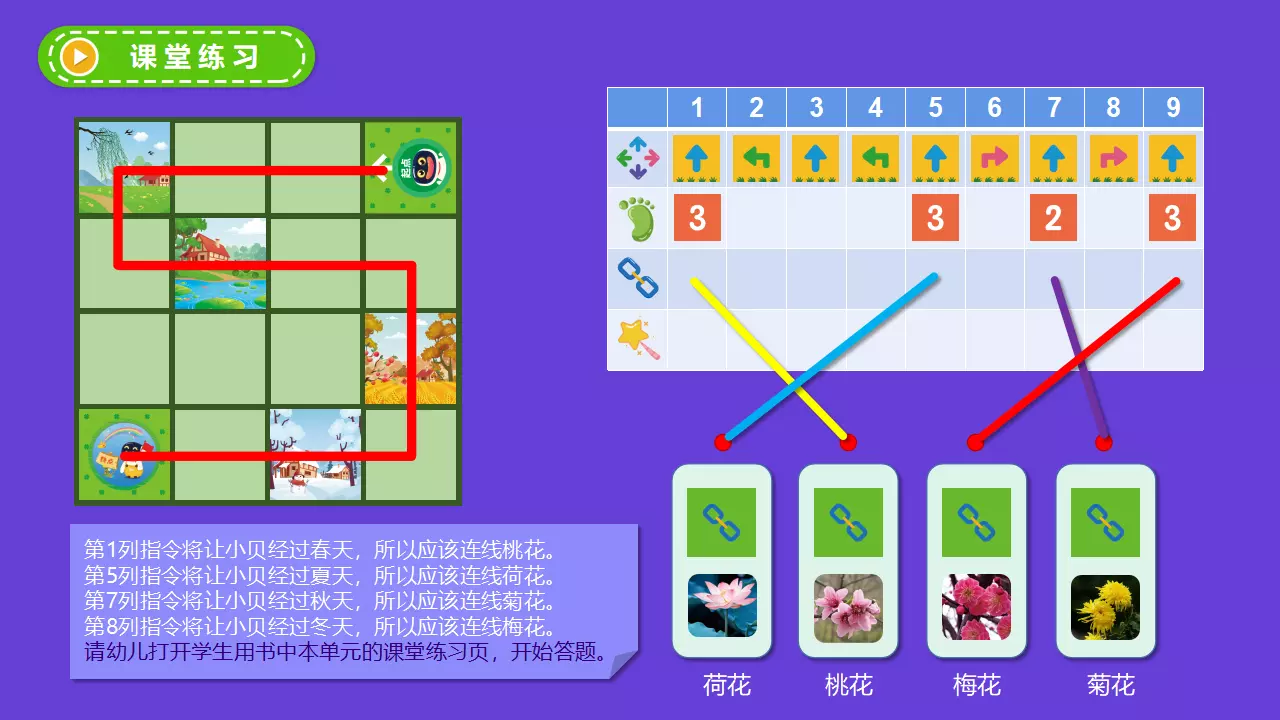 课堂练习
起点
1 2 3 4 5 6 7 8 9
3 3 2 3
第1列指令将让小贝经过春天，所以应该连线桃花。
第5列指令将让小贝经过夏天，所以应该连线荷花。
第7列指令将让小贝经过秋天，所以应该连线菊花。
第8列指令将让小贝经过冬天，所以应该连线梅花。
请幼儿打开学生用书中本单元的课堂练习页，开始答题。
荷花 桃花 梅花 菊花